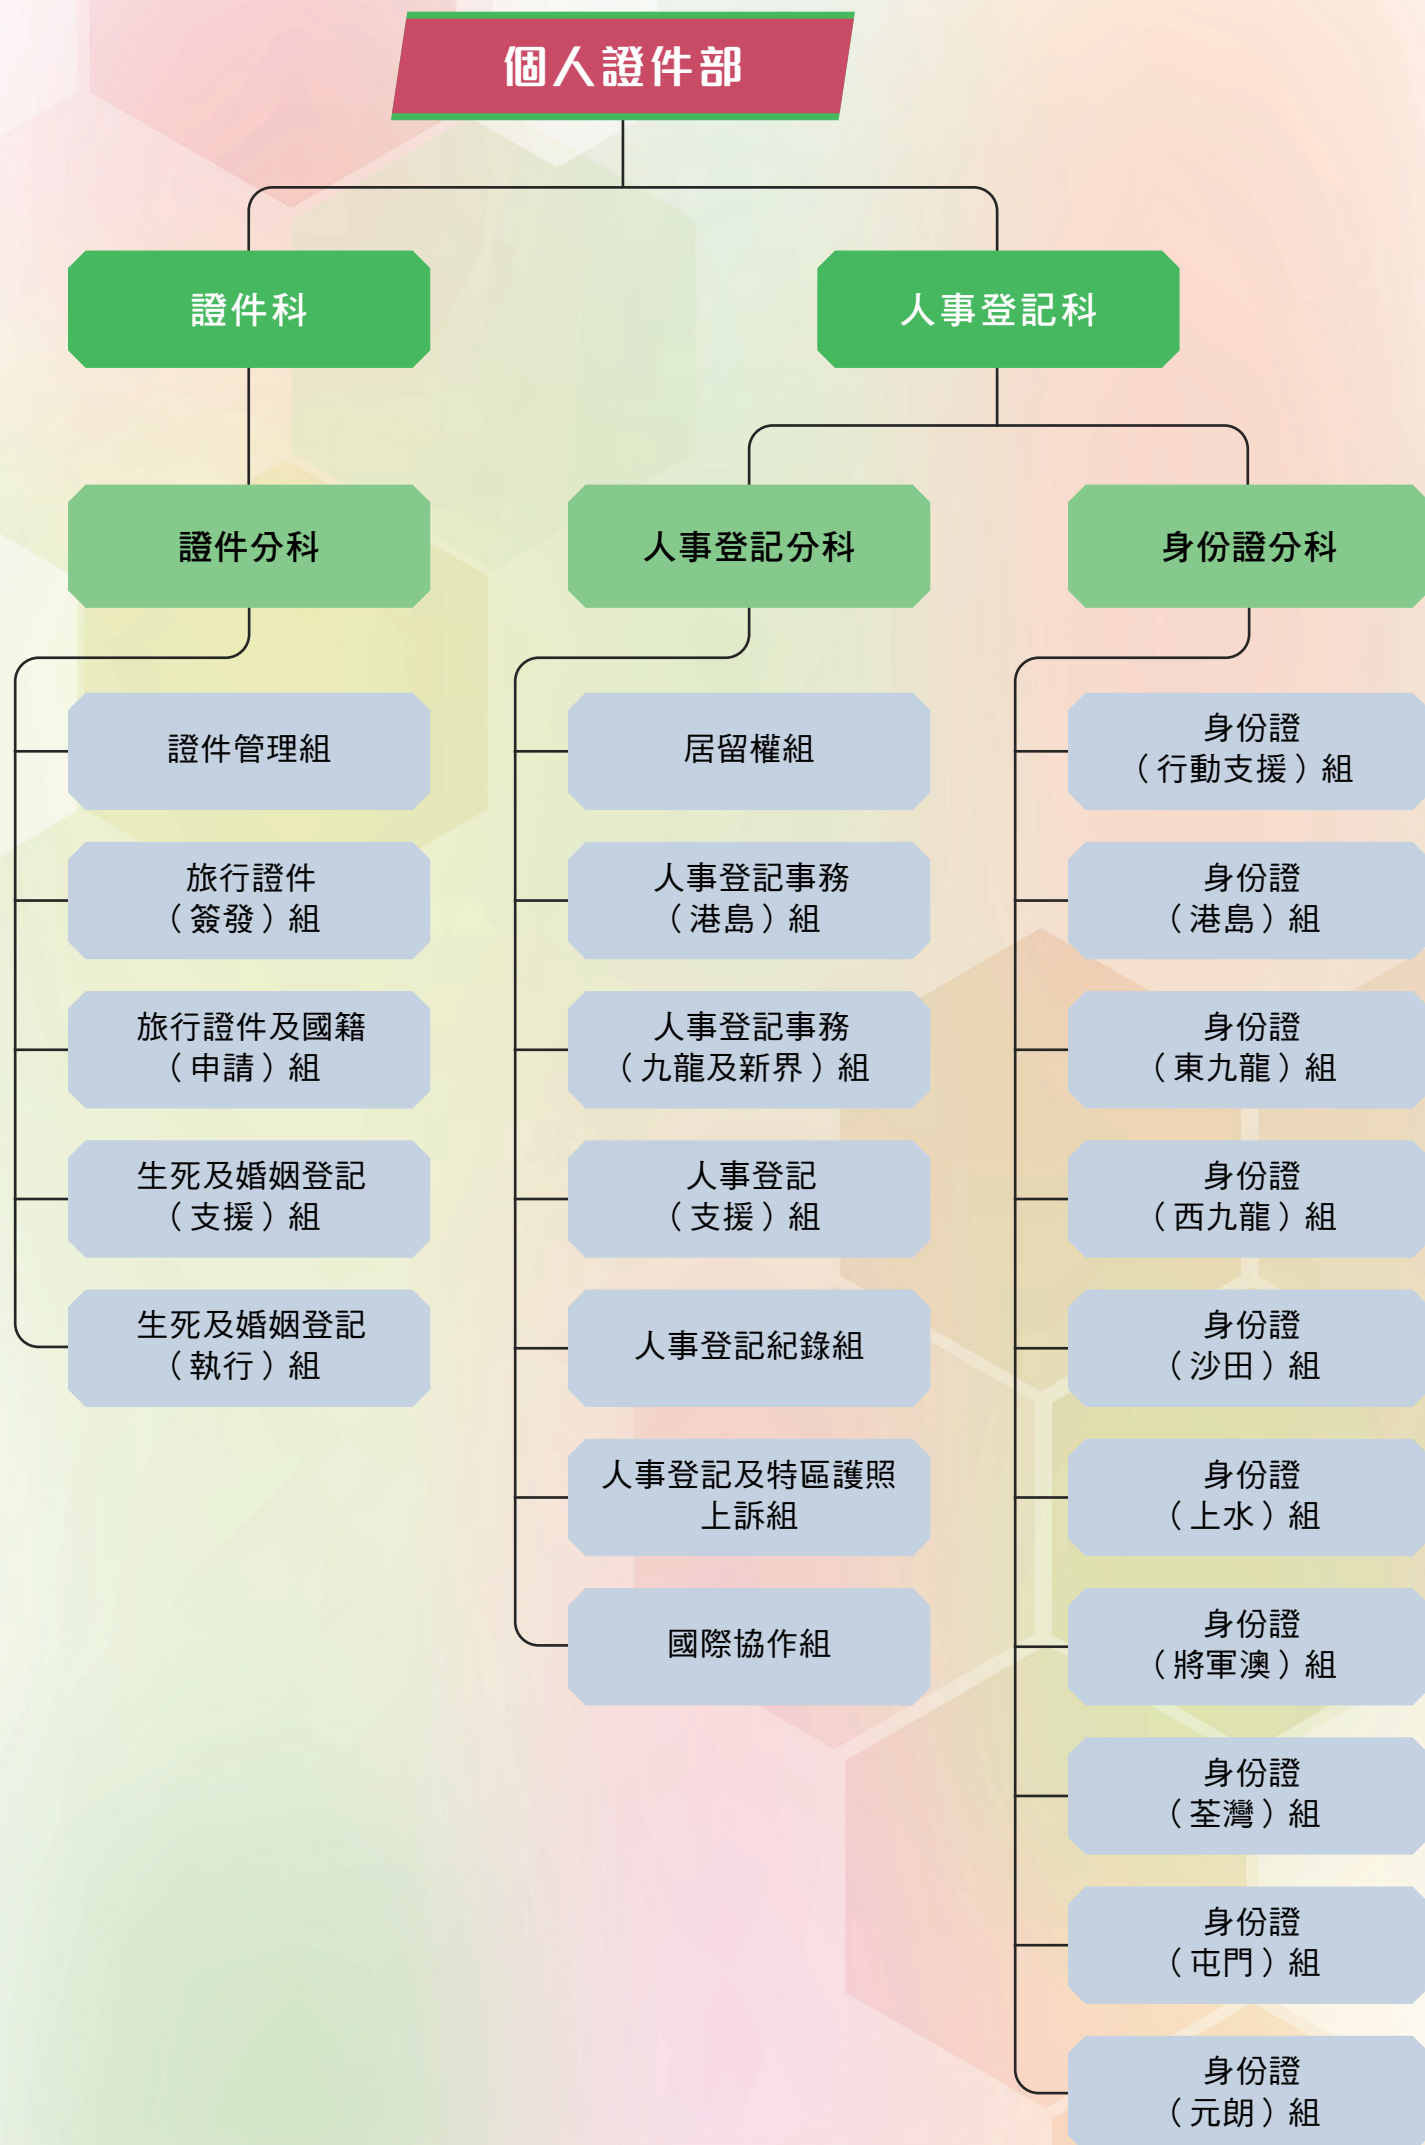 個人證件部
證件科
人事登記科
證件分科
人事登記分科
身份證分科
證件管理組
旅行證件
（簽發）組
旅行證件及國籍
（申請）組
生死及婚姻登記
（支援）組
生死及婚姻登記
（執行）組
居留權組
人事登記事務
（港島）組
人事登記事務
（九龍及新界）組
人事登記
（支援）組
人事登記紀錄組
人事登記及特區護照
上訴組
國際協作組
身份證
（行動支援）組
身份證
（港島）組
身份證
（東九龍）組
身份證
（西九龍）組
身份證
（沙田）組
身份證
（上水）組
身份證
（將軍澳）組
身份證
（荃灣）組
身份證
（屯門）組
身份證
（元朗）組